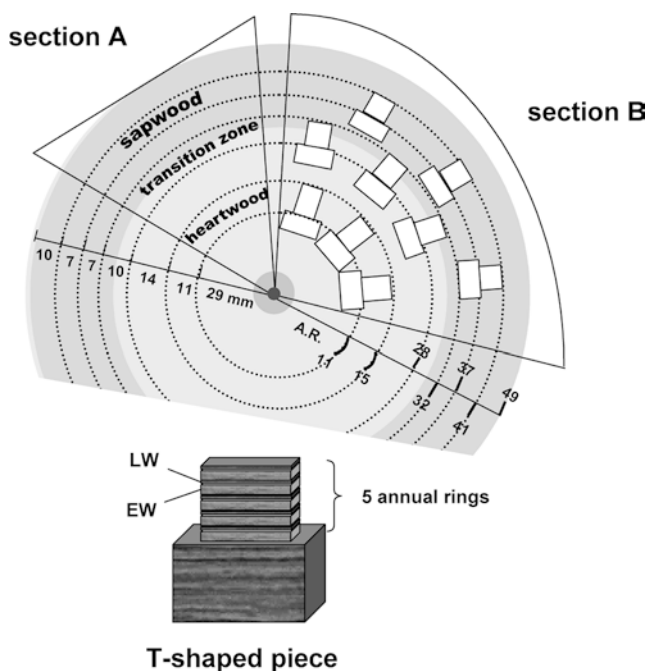 section A
section B
sapwood
transition zone
heartwood
10 7 7 10 14 11 29 mm
A.R.
11 15 28 32 37 41 49
LW
EW
5 annual rings
T-shaped piece